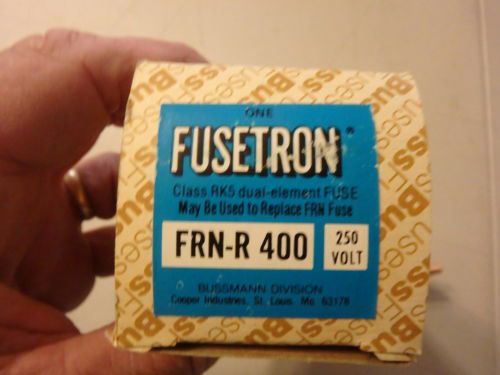 ONE
FUSETRON®
Class RK5 dual-element FUSE
May Be Used to Replace FRN Fuse
FRN-R 400
250
VOLT
BUSSMANN DIVISION
Cooper Industries, St. Louis, Mo. 63178